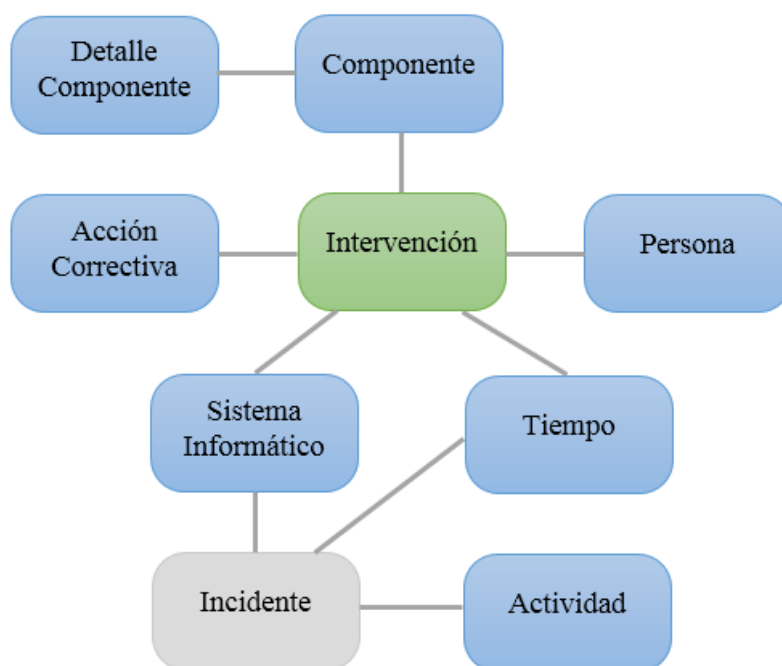 Detalle
Componente
Componente
Acción
Correctiva
Intervención
Persona
Sistema
Informático
Tiempo
Incidente
Actividad